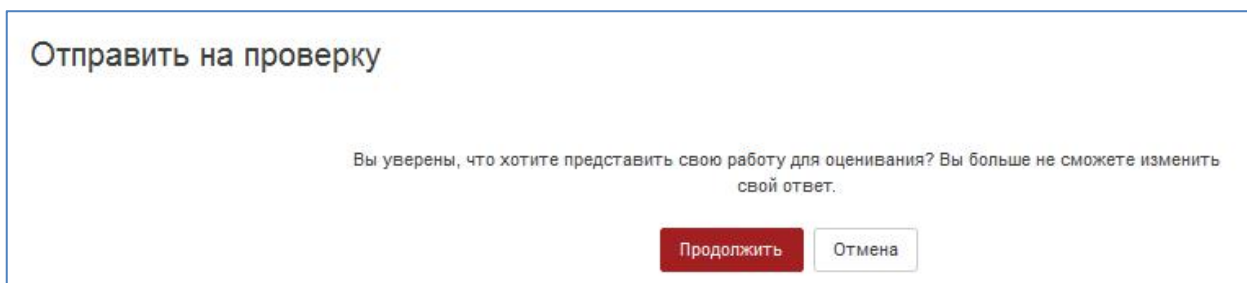 Отправить на проверку
Вы уверены, что хотите представить свою работу для оценивания? Вы больше не сможете изменить
свой ответ.
Продолжить
Отмена